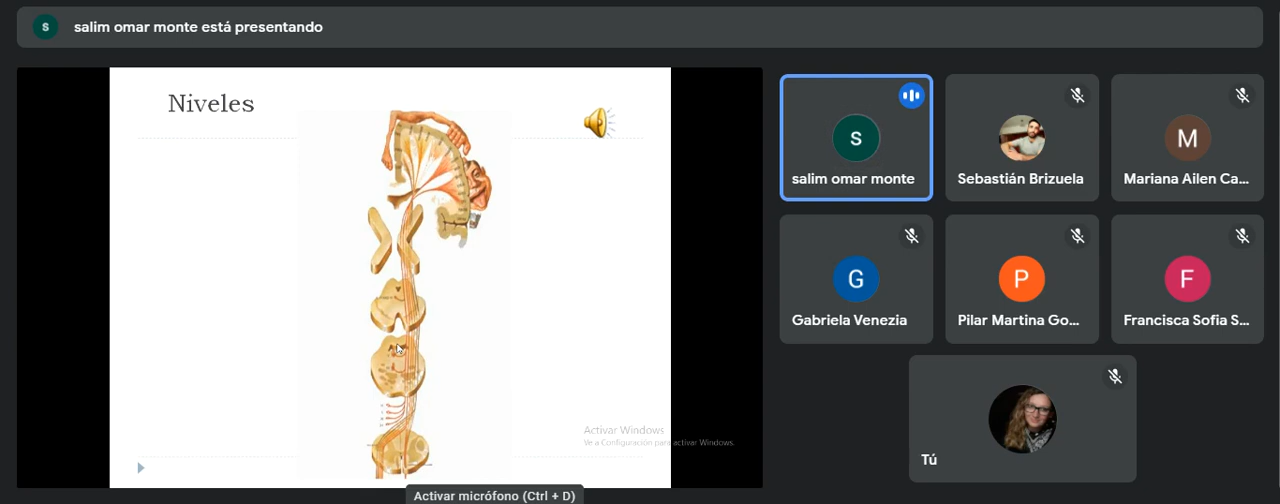 S
salim omar monte está presentando
Niveles
Activar Windows
Ve a Configuración para activar Windows.
S
salim omar monte
Sebastián Brizuela
M
Mariana Ailen Ca...
G
Gabriela Venezia
P
Pilar Martina Go...
F
Francisca Sofia S...
Tú
Activar micrófono (Ctrl + D)